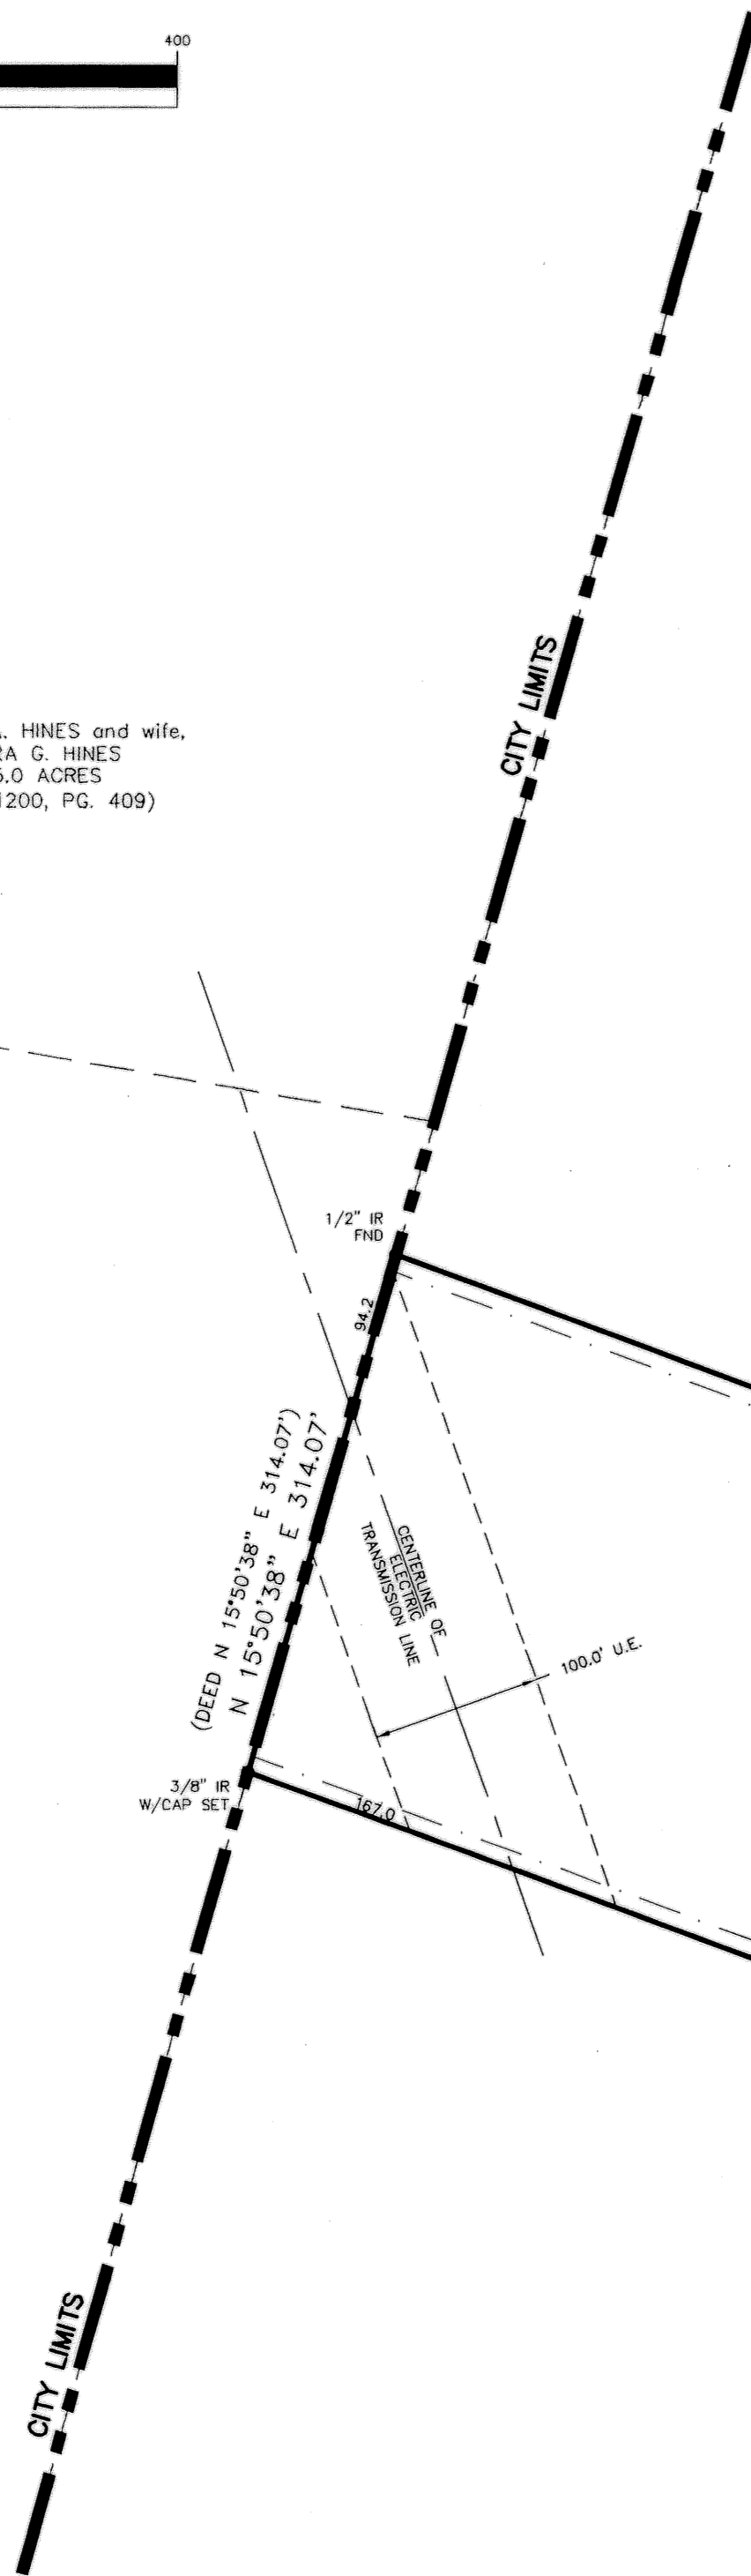 400
CITY LIMITS
HINES and wife,
G. HINES
.0 ACRES
PG. 409)
1/2" IR
FND
94.2
(DEED N 15°50'38" E 314.07')
N 15°50'38" E 314.07'
CENTERLINE OF
ELECTRIC
TRANSMISSION LINE
100.0' U.E.
3/8" IR
W/CAP SET
167.0
CITY LIMITS